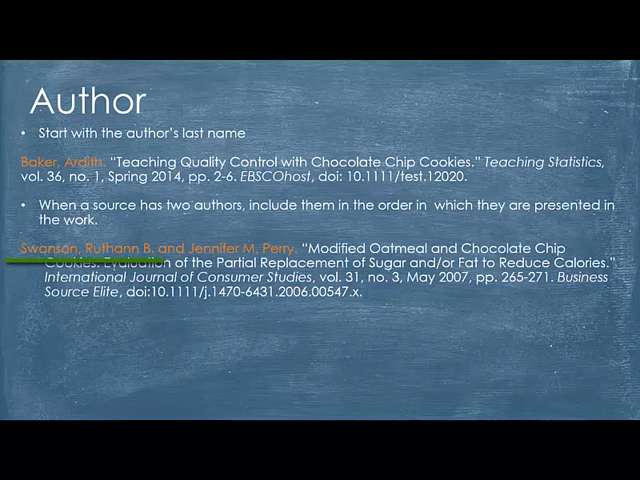 Author
• Start with the author's last name
Baker, Ardith. "Teaching Quality Control with Chocolate Chip Cookies." Teaching Statistics,
vol. 36, no. 1, Spring 2014, pp. 2-6. EBSCOhost, doi: 10.1111/test.12020.
• When a source has two authors, include them in the order in which they are presented in
the work.
Swanson, Ruthann B. and Jennifer M. Perry. "Modified Oatmeal and Chocolate Chip
Cookies: Evaluation of the Partial Replacement of Sugar and/or Fat to Reduce Calories."
International Journal of Consumer Studies, vol. 31, no. 3, May 2007, pp. 265-271. Business
Source Elite, doi:10.1111/j.1470-6431.2006.00547.x.